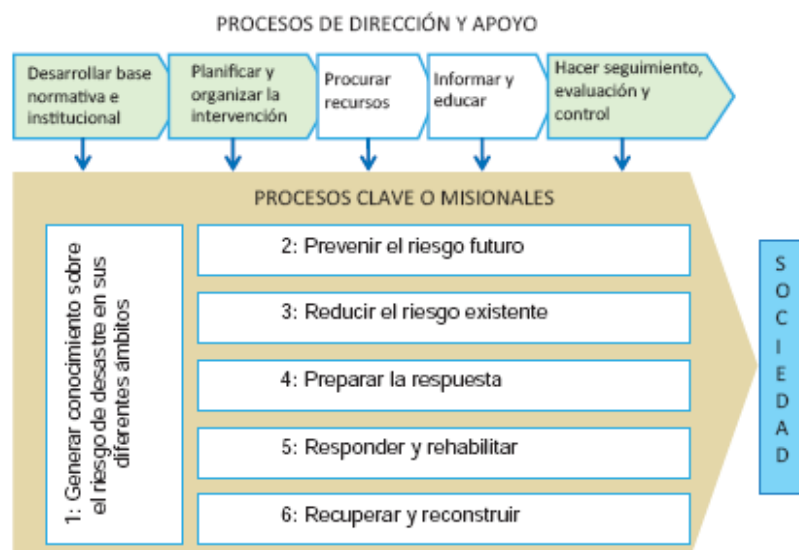 PROCESOS DE DIRECCIÓN Y APOYO
Desarrollar base
normativa e
institucional
Planificar y
organizar la
intervención
Procurar
recursos
Informar y
educar
Hacer seguimiento,
evaluación y
control
PROCESOS CLAVE O MISIONALES
1: Generar conocimiento sobre
el riesgo de desastre en sus
diferentes ámbitos
2: Prevenir el riesgo futuro
3: Reducir el riesgo existente
4: Preparar la respuesta
5: Responder y rehabilitar
6: Recuperar y reconstruir
SOCIEDAD